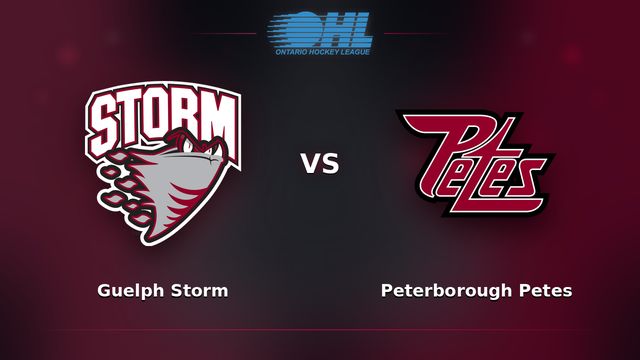 OHL
ONTARIO HOCKEY LEAGUE
STORM
VS
Petes
Guelph Storm
Peterborough Petes